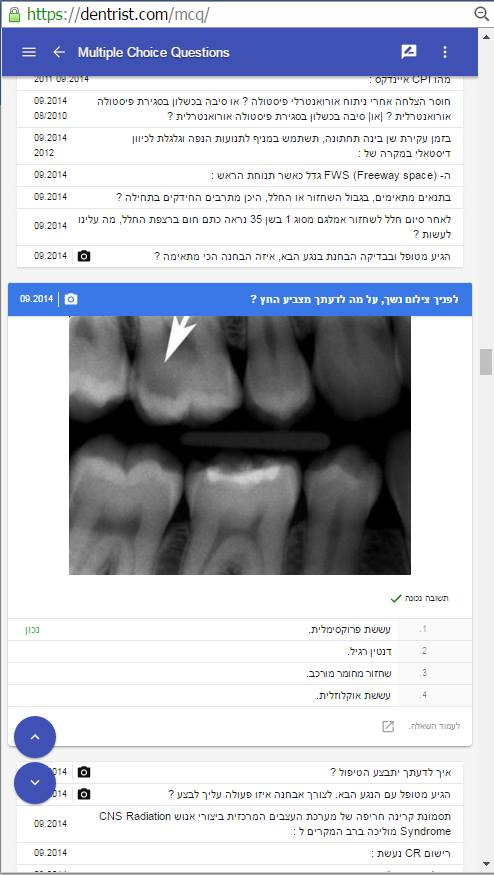 https://dentrist.com/mcq/
Multiple Choice Questions
מהו CPI איינדקס :
09.2014 2011
חוסר הצלחה אחרי ניתוח אורואנטרלי פיסטולה ? או סיבה בכשלון בסגירת פיסטולה
09.2014
אורואנטרלית ? |או| סיבה בכשלון בסגירת פיסטולה אורואנטרלית ?
08/2010
בזמן עקירת שן בינה תחתונה, תשתמש במניף לתנועות הנפה וגלגלת לכיוון
09.2014
דיסטאלי במקרה של :
2012
ה- FWS (Freeway space) גדל כאשר תנוחת הראש :
09.2014
בתנאים מתאימים, בגבול השחזור או החלל, היכן מתרבים החידקים בתחילה ?
09.2014
לאחר סיום חלל לשחזור אמלגם מסוג 1 בשן 35 נראה כתם חום ברצפת החלל, מה עלינו
לעשות ?
09.2014
הגיע מטופל ובבדיקה הבחנת בנגע הבא, איזה הבחנה הכי מתאימה ?
09.2014
לפניך צילום נשך, על מה לדעתך מצביע החץ ?
09.2014
תשובה נכונה
1. עששת פרוקסימלית.
נכון
2. דנטין רגיל.
3. שחזור מחומר מורכב.
4. עששת אוקלוזלית.
לעמוד השאלה.
איך לדעתך יתבצע הטיפול ?
014
הגיע מטופל עם הנגע הבא. לצורך אבחנה איזו פעולה עליך לבצע ?
014
תסמונת קרינה חריפה של מערכת העצבים המרכזית ביצורי אנוש CNS Radiation
Syndrome מוליכה ברב המקרים ל :
09.2014
רישום CR נעשת :
09.2014